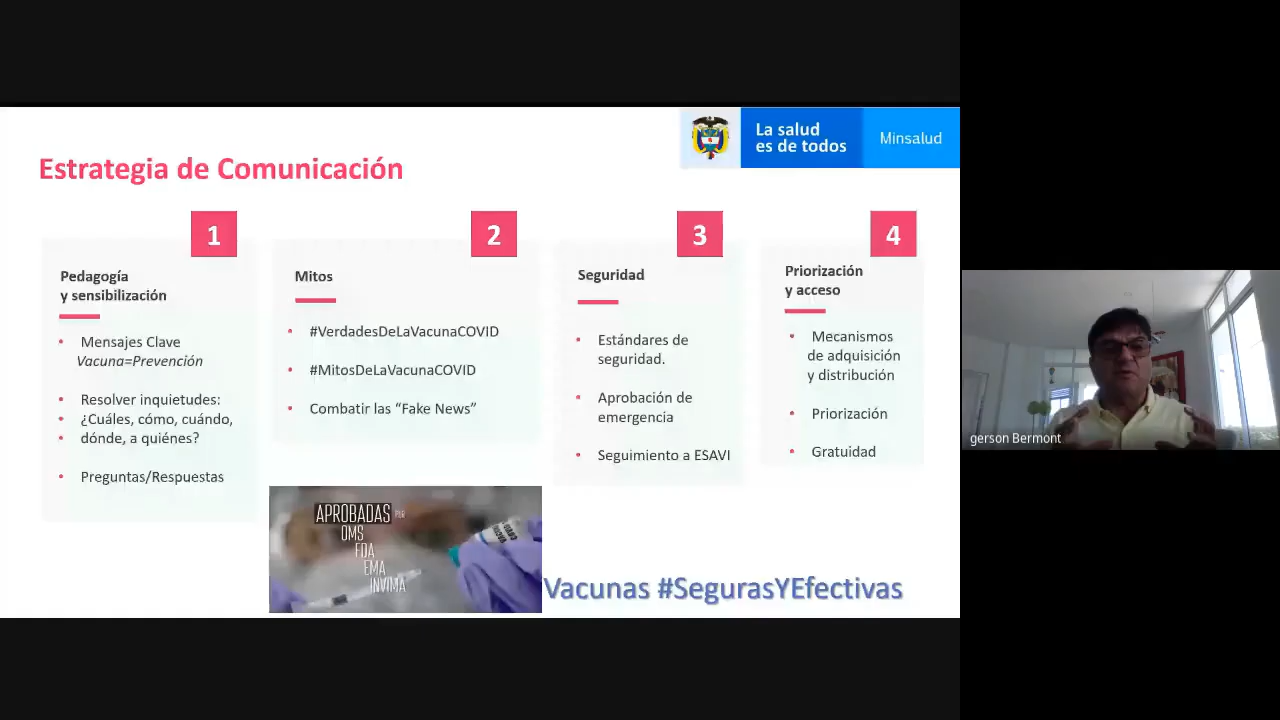 La salud
es de todos
Minsalud
Estrategia de Comunicación
1
Pedagogía
y sensibilización
• Mensajes Clave
Vacuna=Prevención
• Resolver inquietudes:
• ¿Cuáles, cómo, cuándo,
• dónde, a quiénes?
• Preguntas/Respuestas
2
Mitos
• #VerdadesDeLaVacunaCOVID
• #MitosDeLaVacunaCOVID
• Combatir las “Fake News”
3
Seguridad
• Estándares de
seguridad.
• Aprobación de
emergencia
• Seguimiento a ESAVI
4
Priorización
y acceso
• Mecanismos
de adquisición
y distribución
• Priorización
• Gratuidad
APROBADAS POR
OMS
FDA
EMA
INVIMA
Vacunas #SegurasYEfectivas
gerson Bermont